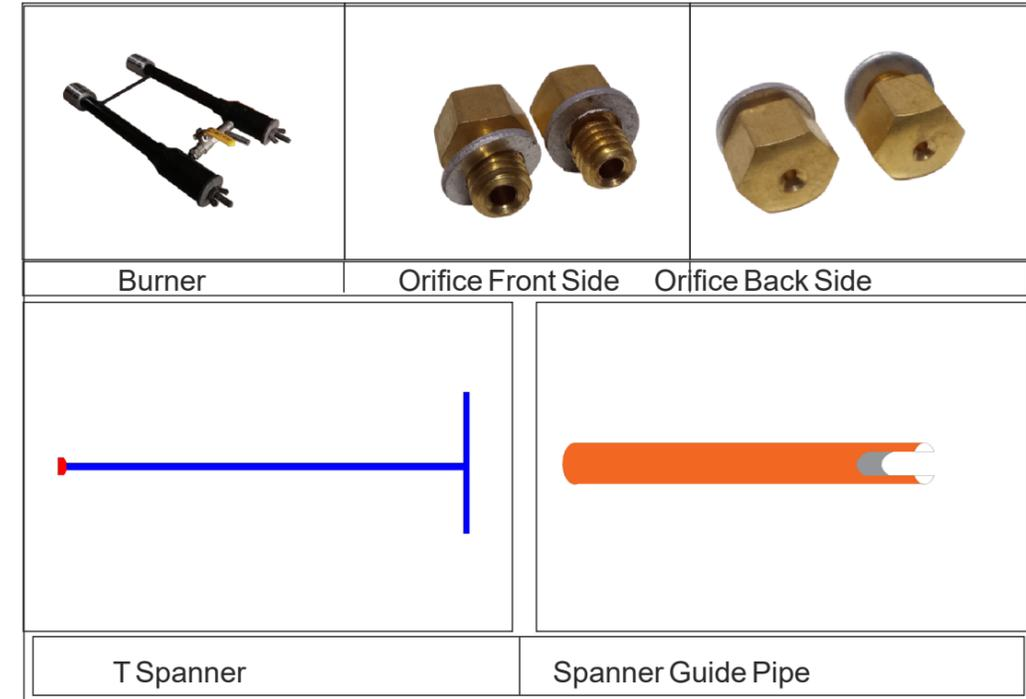 Burner
Orifice Front Side
Orifice Back Side
T Spanner
Spanner Guide Pipe